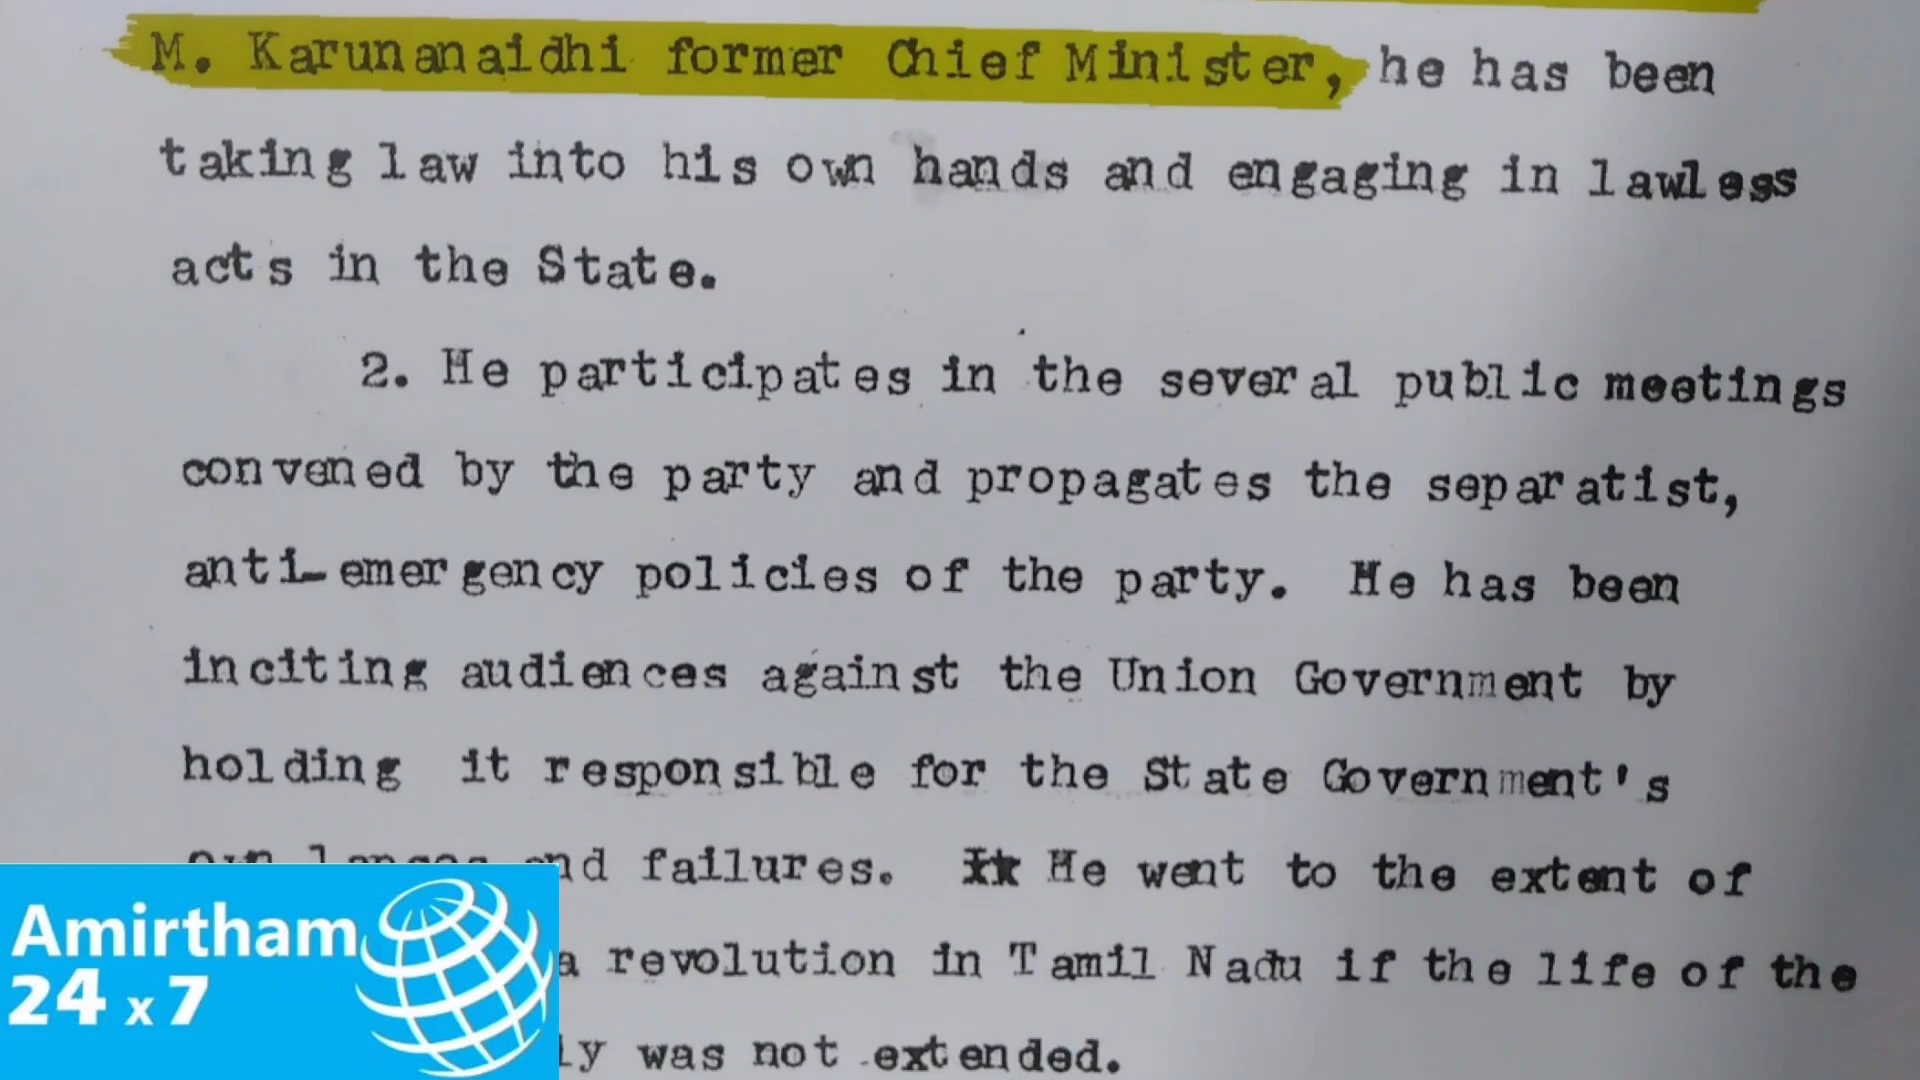 M. Karunanaidhi former Chief Minister, he has been
taking law into his own hands and engaging in lawless
acts in the State.
2. He participates in the several public meetings
convened by the party and propagates the separatist,
anti-emergency policies of the party. He has been
inciting audiences against the Union Government by
holding it responsible for the State Government's
own lapses and failures. It He went to the extent of
a revolution in Tamil Nadu if the life of the
ly was not extended.
Amirtham
24 x 7